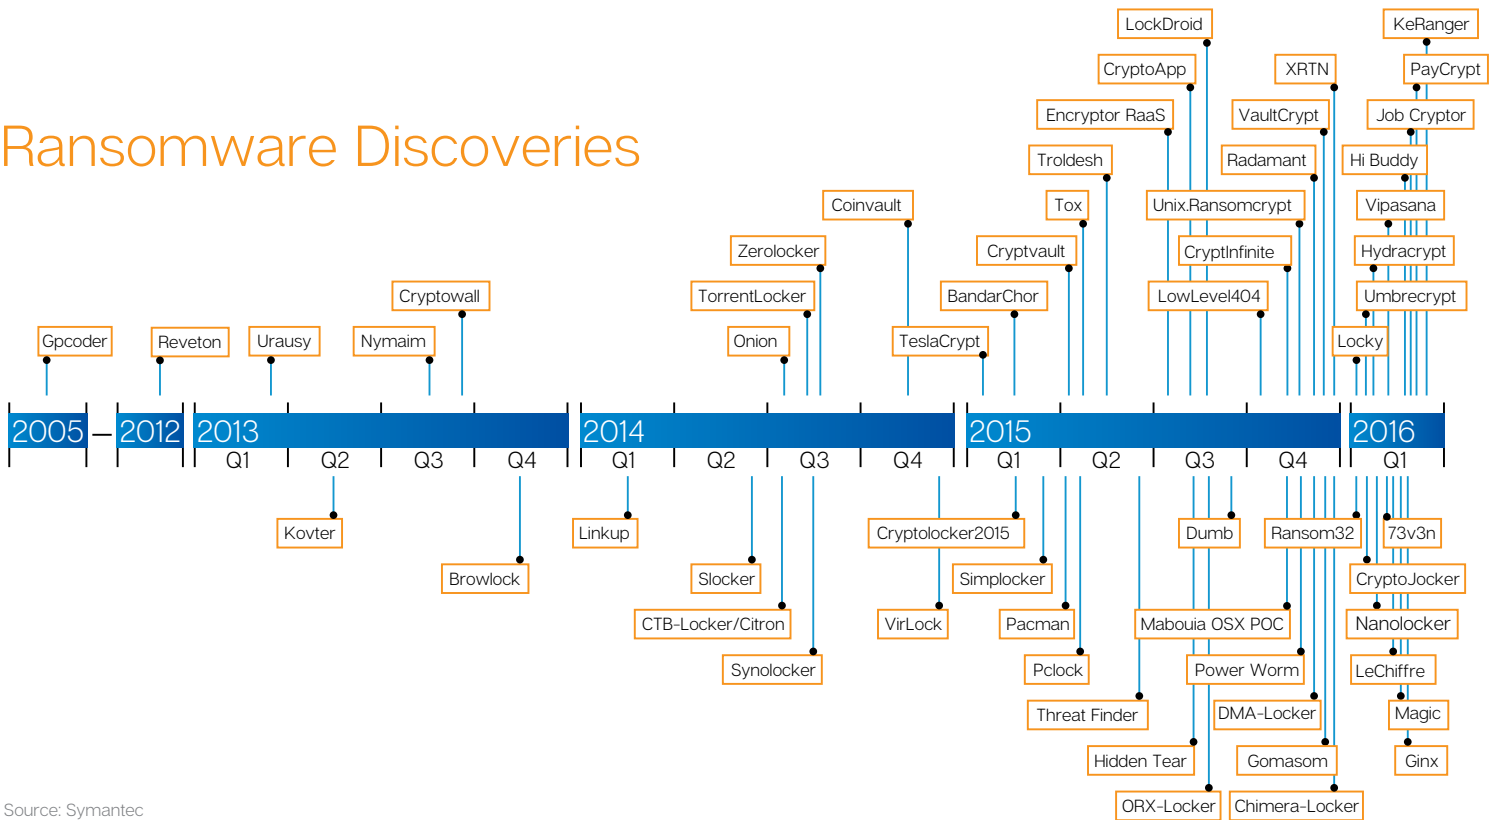 LockDroid
KeRanger
CryptoApp
XRTN
PayCrypt
Encryptor RaaS
VaultCrypt
Job Cryptor
Ransomware Discoveries
Troldesh
Radamant
Hi Buddy
Coinvault
Tox
Unix.Ransomcrypt
Vipasana
Zerolocker
Cryptvault
CryptInfinite
Hydracrypt
Cryptowall
TorrentLocker
BandarChor
LowLevel404
Umbrecrypt
Gpcoder
Reveton
Urausy
Nymaim
Onion
TeslaCrypt
Locky
2005 — 2012 2013 2014 2015 2016
Q1 Q2 Q3 Q4 Q1 Q2 Q3 Q4 Q1 Q2 Q3 Q4 Q1
Kovter
Linkup
Cryptolocker2015
Dumb
Ransom32
73v3n
Browlock
Slocker
Simplocker
CryptoJocker
CTB-Locker/Citron
VirLock
Pacman
Mabouia OSX POC
Nanolocker
Synolocker
Pclock
Power Worm
LeChiffre
Threat Finder
DMA-Locker
Magic
Hidden Tear
Gomasom
Ginx
ORX-Locker
Chimera-Locker
Source: Symantec